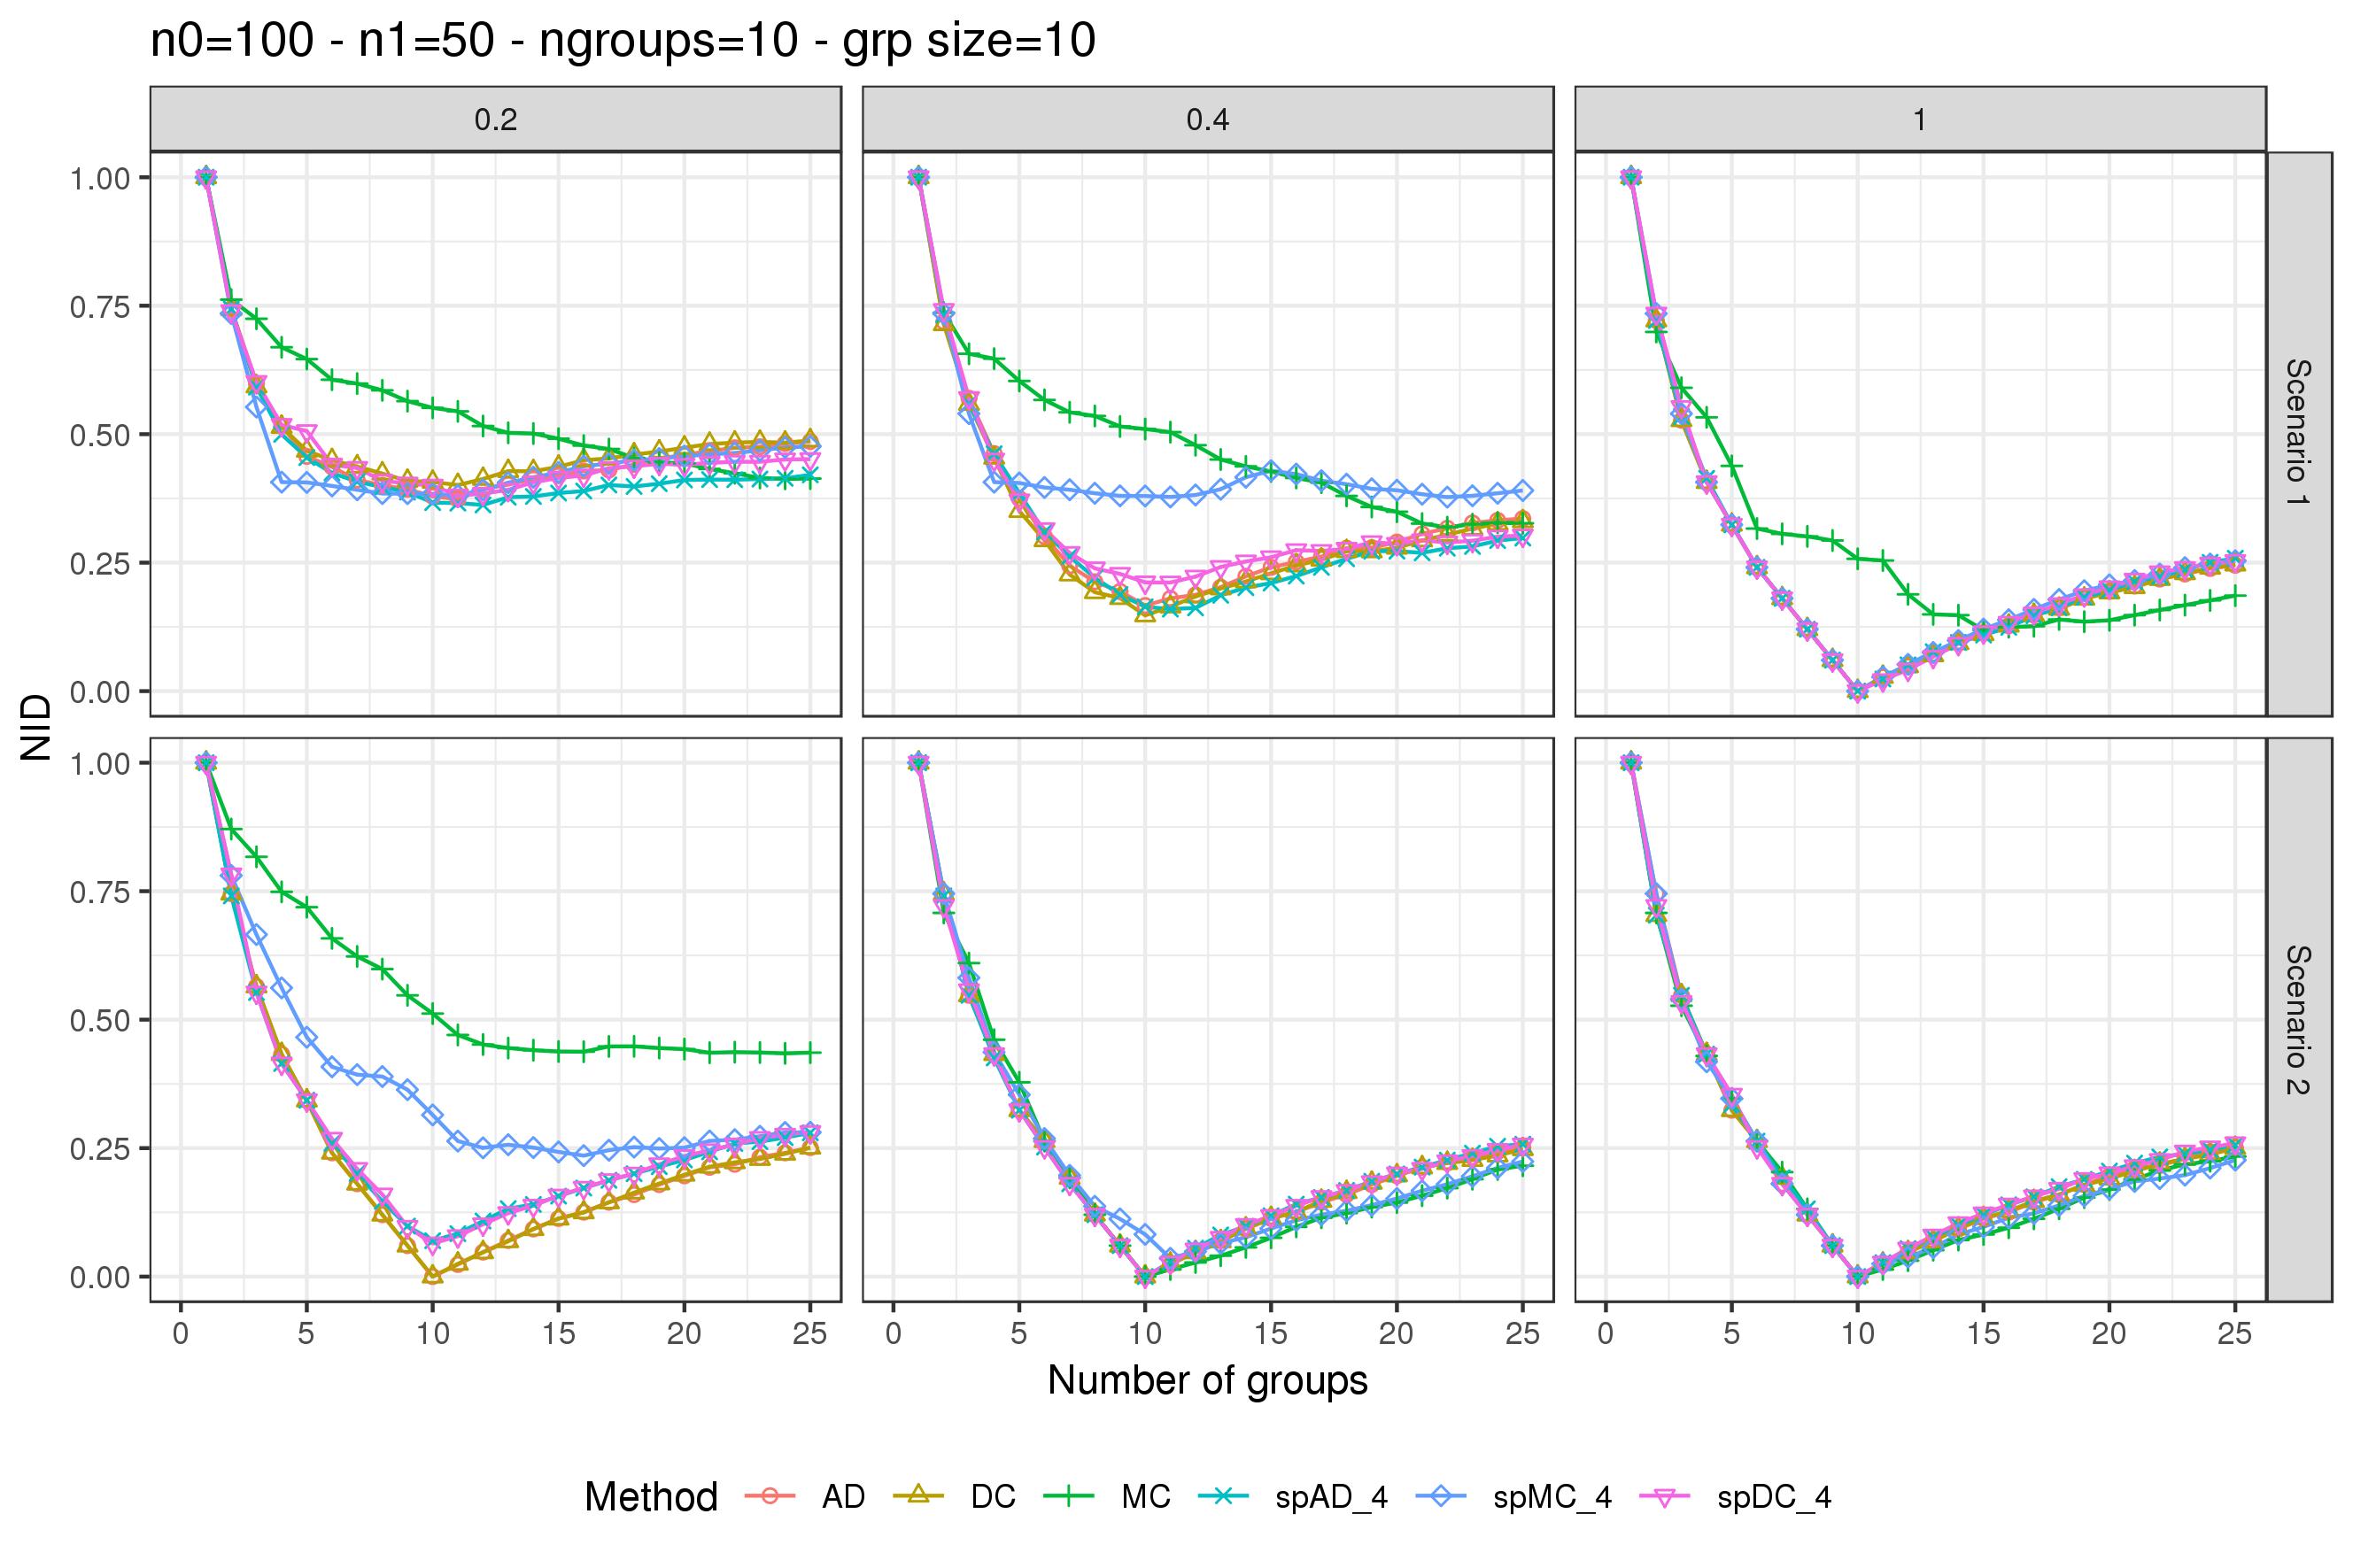 n0=100 - n1=50 - ngroups=10 - grp size=10
0.2 0.4 1
1.00
0.75
0.50
0.25
0.00
Scenario 1
NID
1.00
0.75
0.50
0.25
0.00
Scenario 2
0 5 10 15 20 25 0 5 10 15 20 25 0 5 10 15 20 25
Number of groups
Method AD DC MC spAD_4 spMC_4 spDC_4